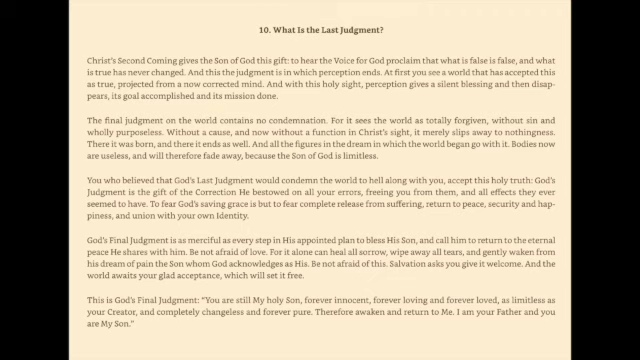 10. What Is the Last Judgment?
Christ's Second Coming gives the Son of God this gift: to hear the Voice for God proclaim that what is false is false, and what
is true has never changed. And this the judgment is in which perception ends. At first you see a world that has accepted this
as true, projected from a now corrected mind. And with this holy sight, perception gives a silent blessing and then disap-
pears, its goal accomplished and its mission done.
The final judgment on the world contains no condemnation. For it sees the world as totally forgiven, without sin and
wholly purposeless. Without a cause, and now without a function in Christ's sight, it merely slips away to nothingness.
There it was born, and there it ends as well. And all the figures in the dream in which the world began go with it. Bodies now
are useless, and will therefore fade away, because the Son of God is limitless.
You who believed that God's Last Judgment would condemn the world to hell along with you, accept this holy truth: God's
Judgment is the gift of the Correction He bestowed on all your errors, freeing you from them, and all effects they ever
seemed to have. To fear God's saving grace is but to fear complete release from suffering, return to peace, security and hap-
piness, and union with your own Identity.
God's Final Judgment is as merciful as every step in His appointed plan to bless His Son, and call him to return to the eternal
peace He shares with him. Be not afraid of love. For it alone can heal all sorrow, wipe away all tears, and gently waken from
his dream of pain the Son whom God acknowledges as His. Be not afraid of this. Salvation asks you give it welcome. And the
world awaits your glad acceptance, which will set it free.
This is God's Final Judgment: "You are still My holy Son, forever innocent, forever loving and forever loved, as limitless as
your Creator, and completely changeless and forever pure. Therefore awaken and return to Me. I am your Father and you
are My Son."